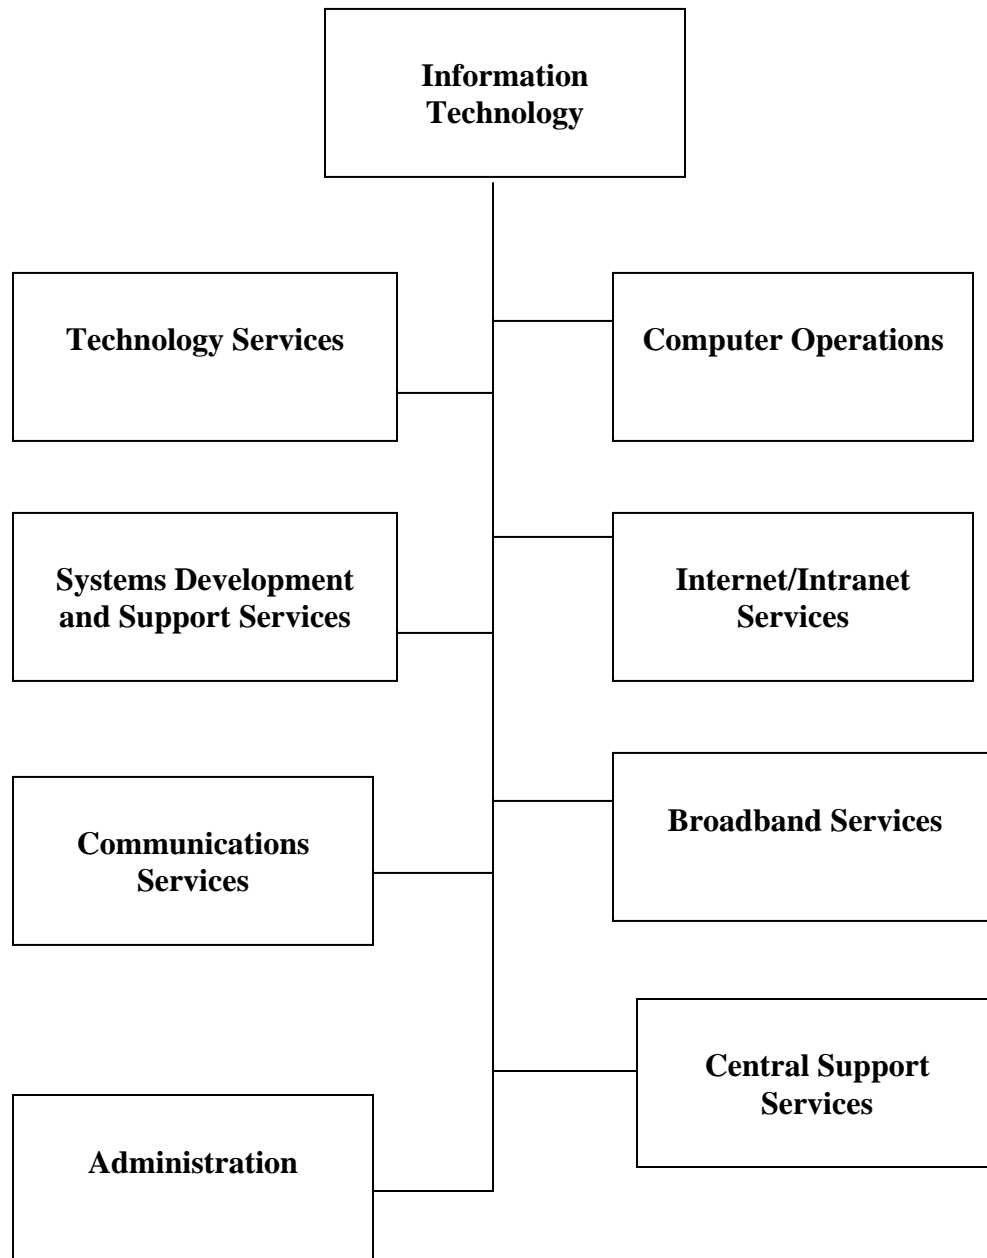 Information
Technology
Technology Services
Computer Operations
Systems Development
and Support Services
Internet/Intranet
Services
Communications
Services
Broadband Services
Central Support
Services
Administration